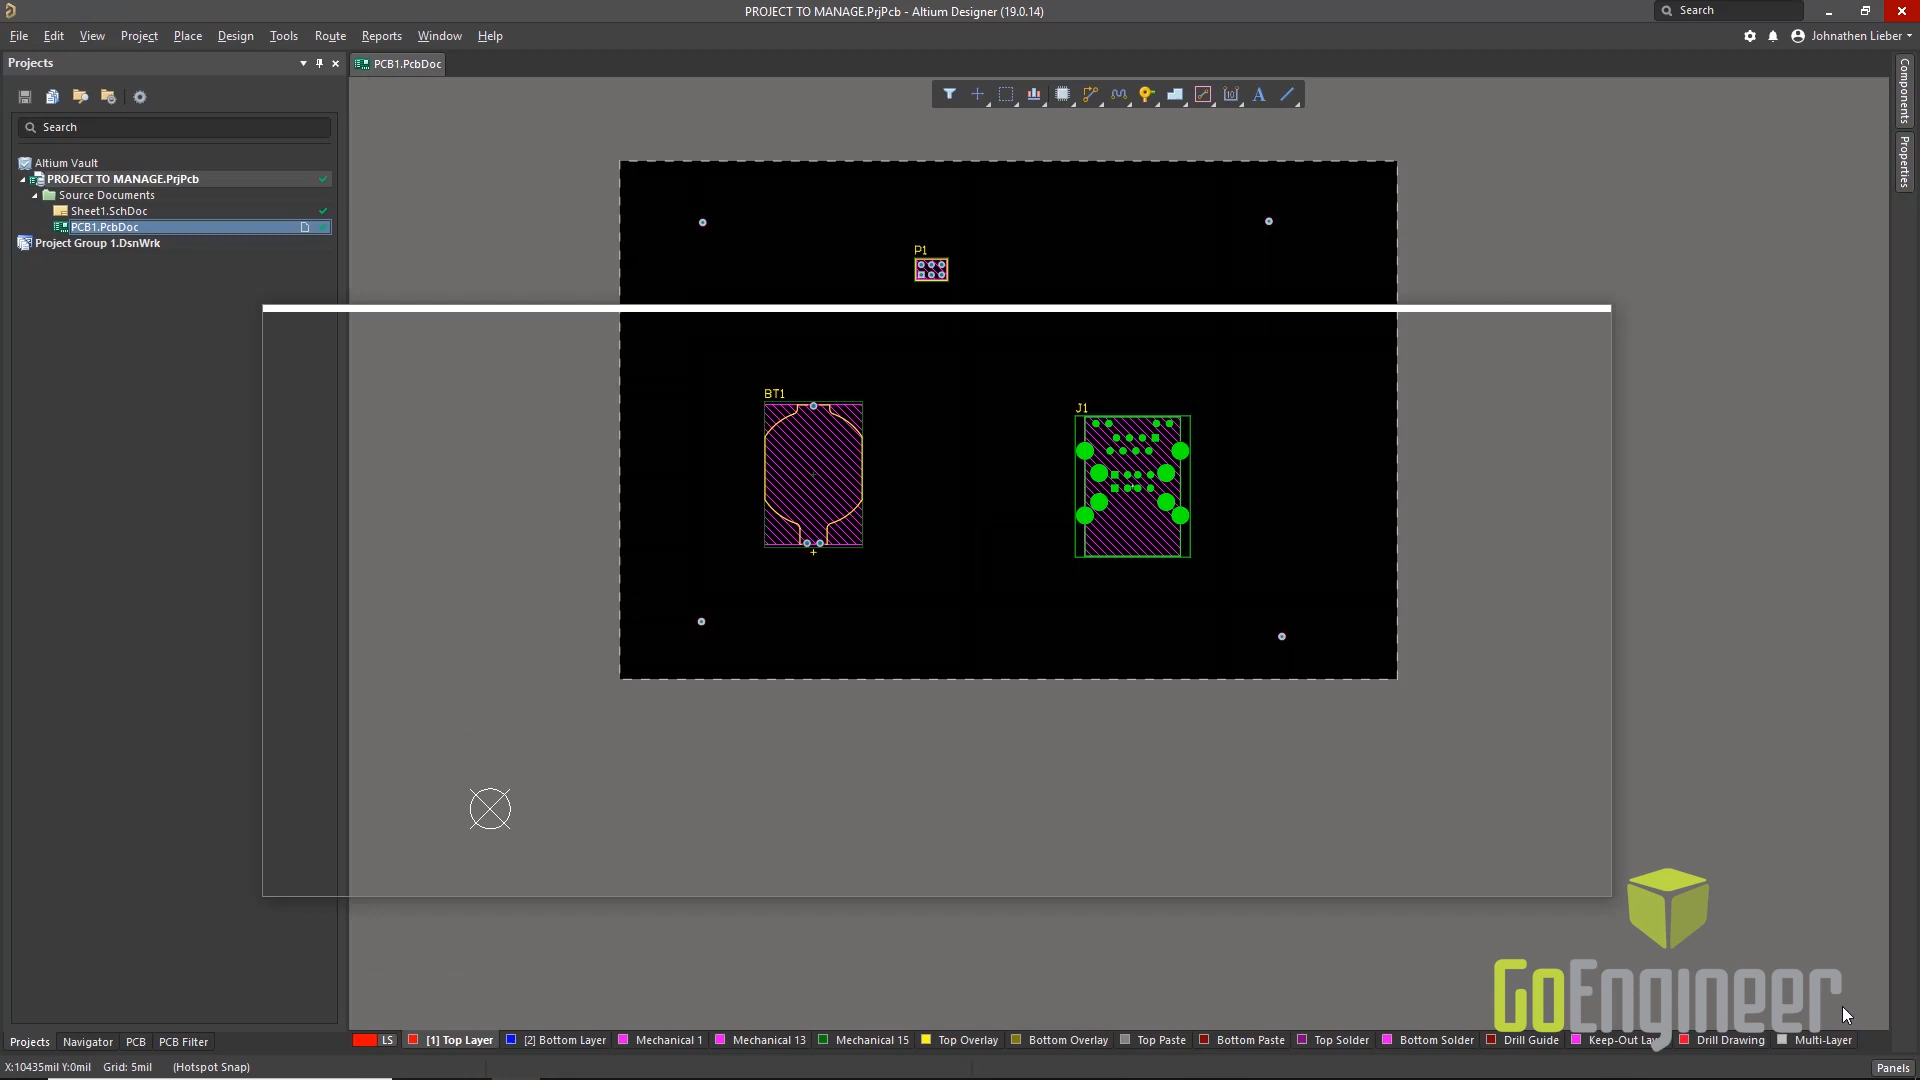 PROJECT TO MANAGE.PrjPcb - Altium Designer (19.0.14)
Search
File Edit View Project Place Design Tools Route Reports Window Help
Johnathen Lieber
Projects
PCB1.PcbDoc
Components
Properties
Search
Altium Vault
PROJECT TO MANAGE.PrjPcb
Source Documents
Sheet1.SchDoc
PCB1.PcbDoc
Project Group 1.DsnWrk
P1
BT1
J1
GoEngineer
LS [1] Top Layer [2] Bottom Layer Mechanical 1 Mechanical 13 Mechanical 15 Top Overlay Bottom Overlay Top Paste Bottom Paste Top Solder Bottom Solder Drill Guide Keep-Out Drill Drawing Multi-Layer
Projects Navigator PCB PCB Filter
X:10435mil Y:0mil Grid: 5mil (Hotspot Snap)
Panels